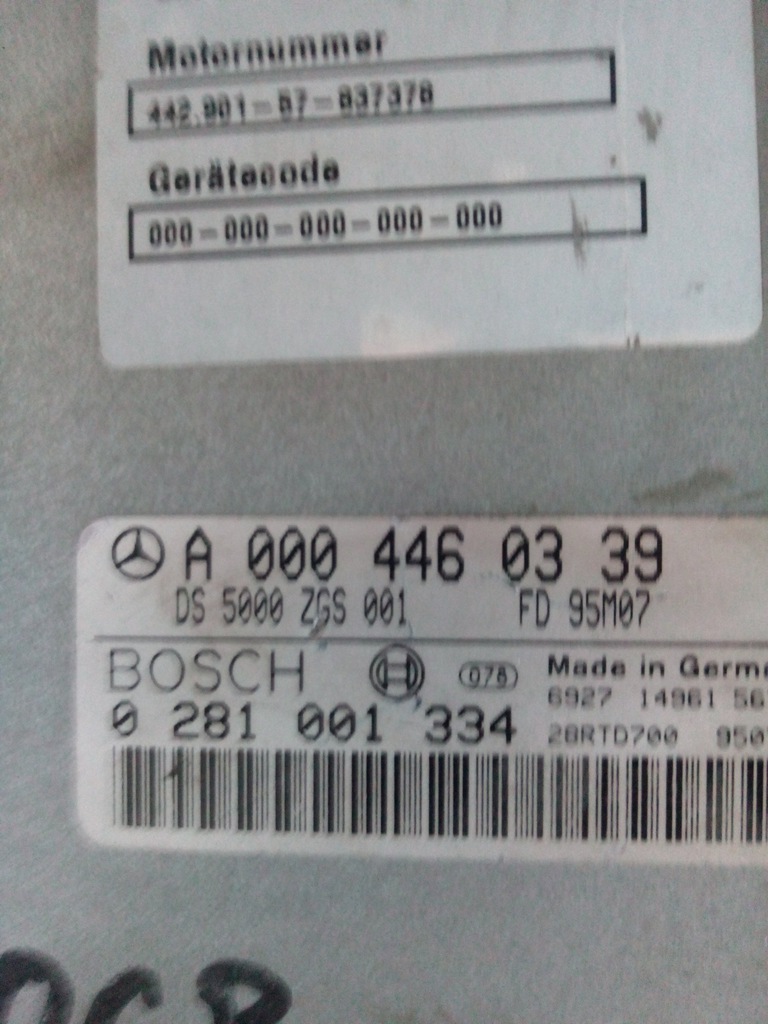 Motornummer
442.901-57-837378
Gerätecode
000-000-000-000-000
A 000 446 03 39
DS 5000 ZGS 001 FD 95M07
BOSCH 078 Made in Germ
0 281 001 334 6927 14961 56
28RTD700 950